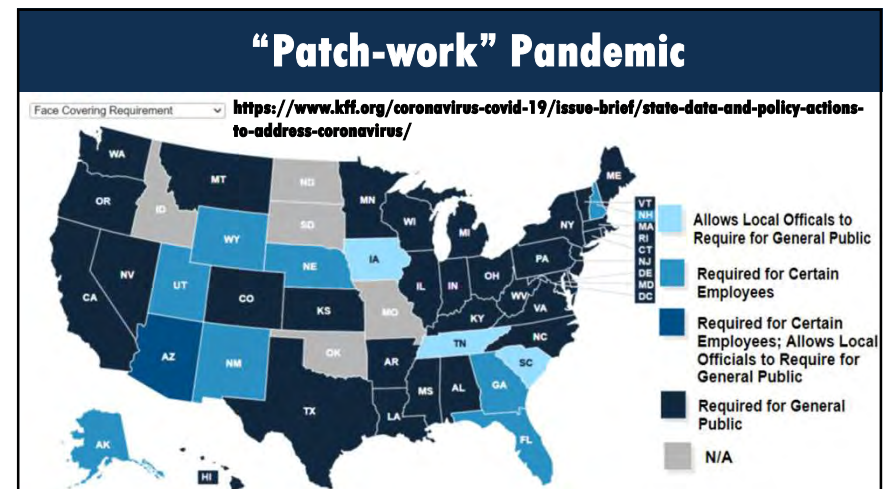 “Patch-work” Pandemic
Face Covering Requirement
https://www.kff.org/coronavirus-covid-19/issue-brief/state-data-and-policy-actions-
to-address-coronavirus/
WA
MT
ND
MN
ME
OR
ID
SD
WI
MI
NY
VT
NH
MA
RI
CT
NJ
DE
MD
DC
WY
IA
NE
PA
NV
UT
IL
IN
OH
CA
CO
KS
MO
WV
VA
KY
AZ
NM
OK
AR
TN
NC
SC
TX
LA
MS
AL
GA
FL
AK
HI
Allows Local Officals to
Require for General Public
Required for Certain
Employees
Required for Certain
Employees; Allows Local
Officials to Require for
General Public
Required for General
Public
N/A